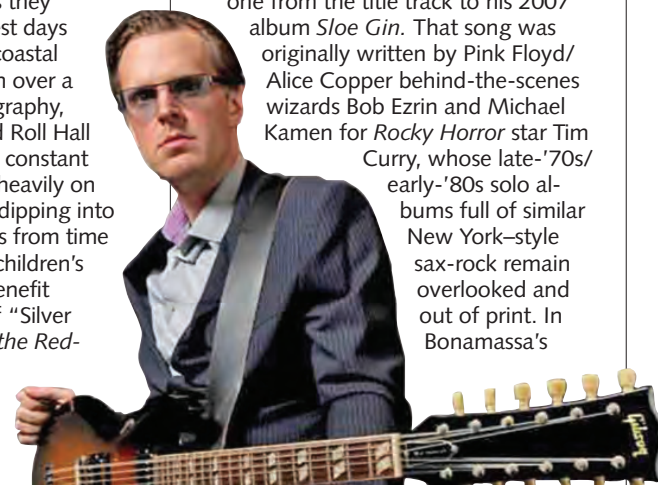 s they
est days
coastal
n over a
graphy,
d Roll Hall
constant
heavily on
dipping into
s from time
children's
enefit
f "Silver
the Red-
one from the title track to his 2007
album Sloe Gin. That song was
originally written by Pink Floyd/
Alice Copper behind-the-scenes
wizards Bob Ezrin and Michael
Kamen for Rocky Horror star Tim
Curry, whose late-'70s/
early-'80s solo al-
bums full of similar
New York–style
sax-rock remain
overlooked and
out of print. In
Bonamassa's
Gibson